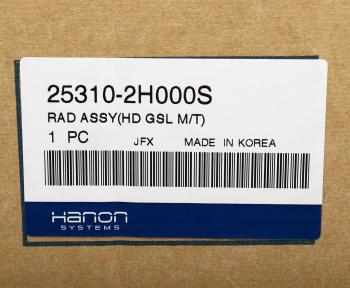 25310-2H000S
RAD ASSY(HD GSL M/T)
1 PC JFX MADE IN KOREA
Hanon
SYSTEMS